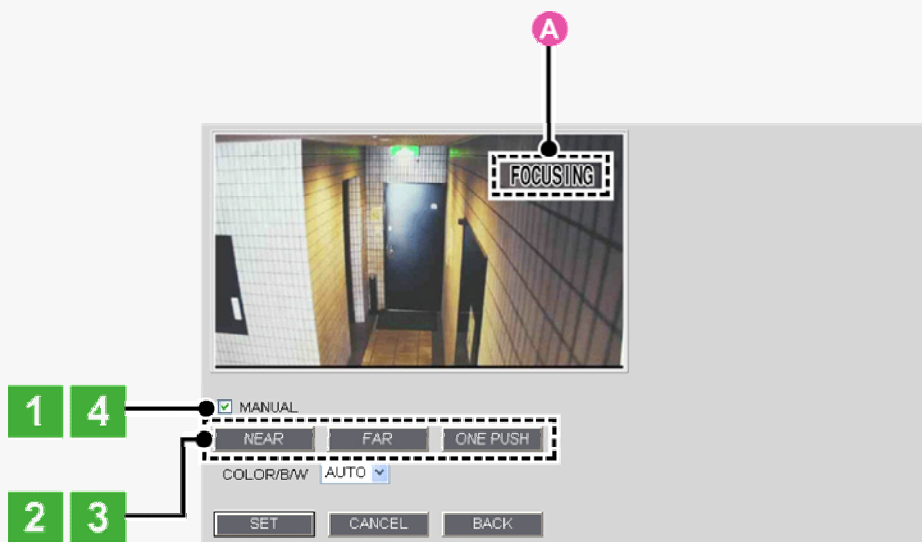 A
FOCUSING
1 4
MANUAL
NEAR FAR ONE PUSH
COLOR/B/W AUTO
2 3
SET CANCEL BACK